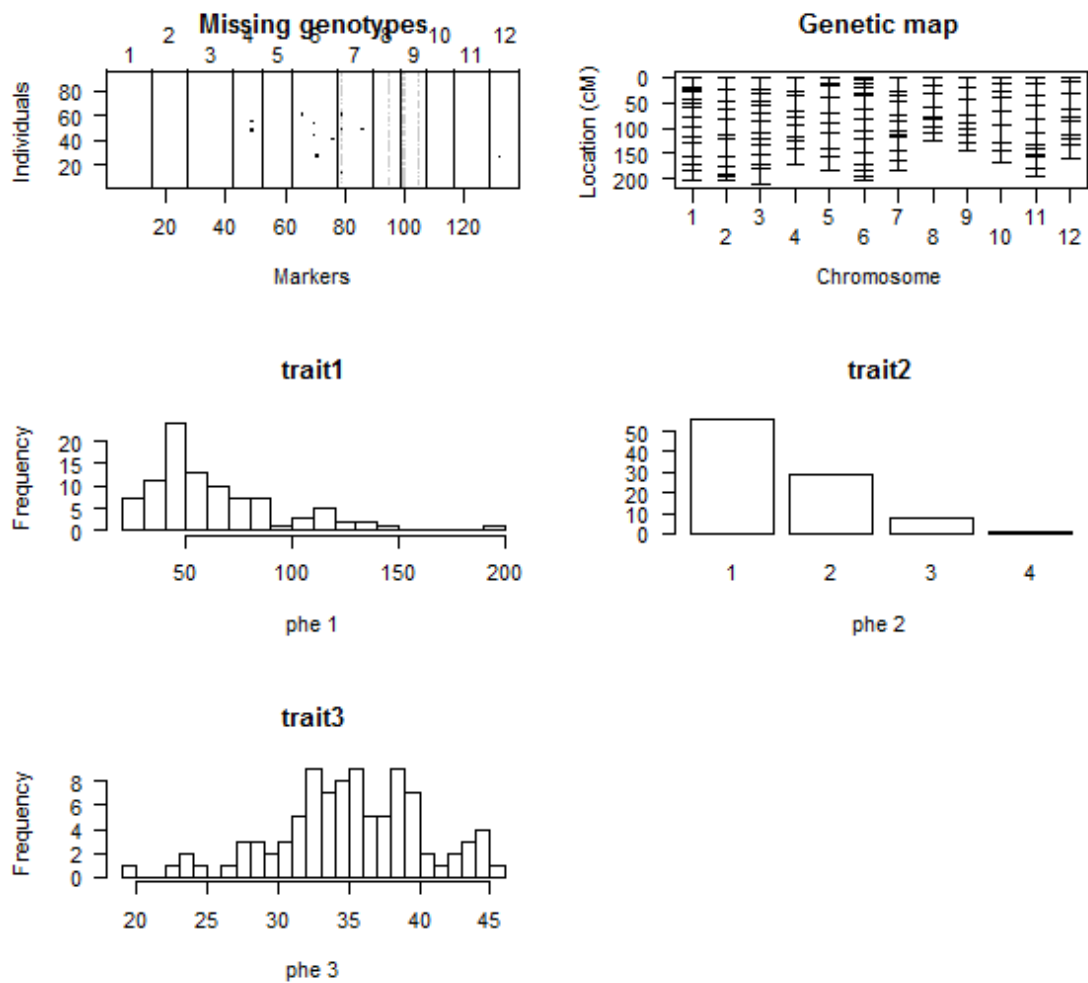 Missing genotypes
2 4 6 8 10 12
1 3 5 7 9 11
Individuals
80
60
40
20
20 40 60 80 100 120
Markers
Genetic map
Location (cM)
0
50
100
150
200
1 3 4 5 6 7 8 9 11 12
2 4 6 8 10 12
Chromosome
trait1
Frequency
20
15
10
5
0
50 100 150 200
phe 1
trait2
50
40
30
20
10
0
1 2 3 4
phe 2
trait3
Frequency
8
6
4
2
0
20 25 30 35 40 45
phe 3